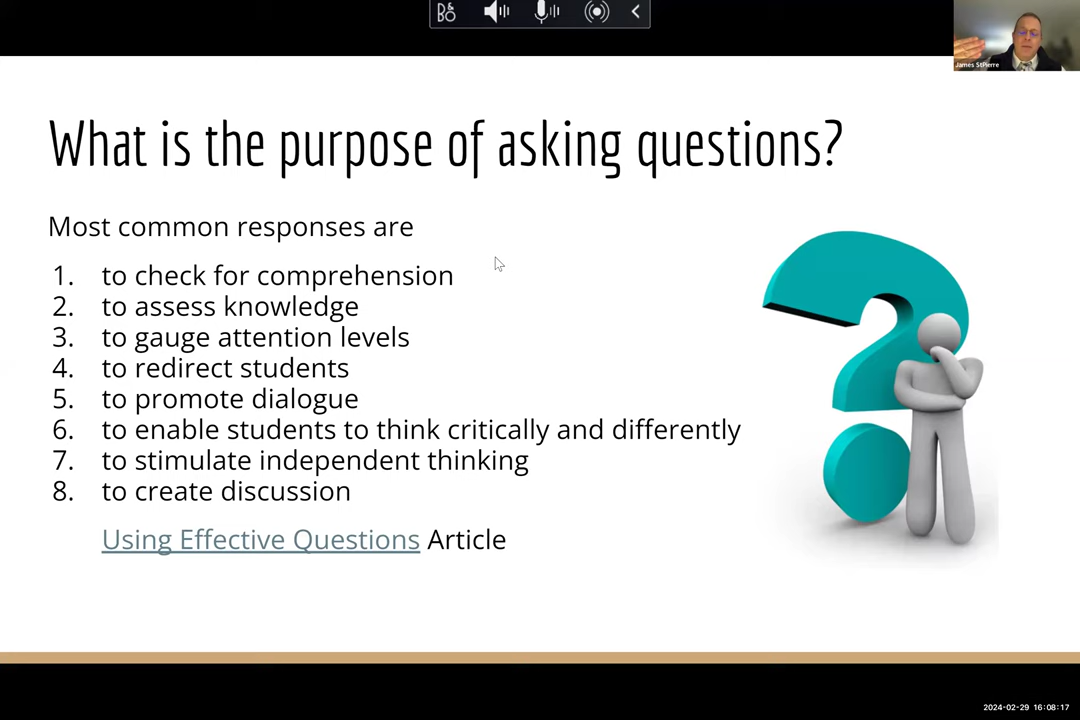 B&O
James StPierre
What is the purpose of asking questions?
Most common responses are
1. to check for comprehension
2. to assess knowledge
3. to gauge attention levels
4. to redirect students
5. to promote dialogue
6. to enable students to think critically and differently
7. to stimulate independent thinking
8. to create discussion
Using Effective Questions Article
2024-02-29 16:08:17